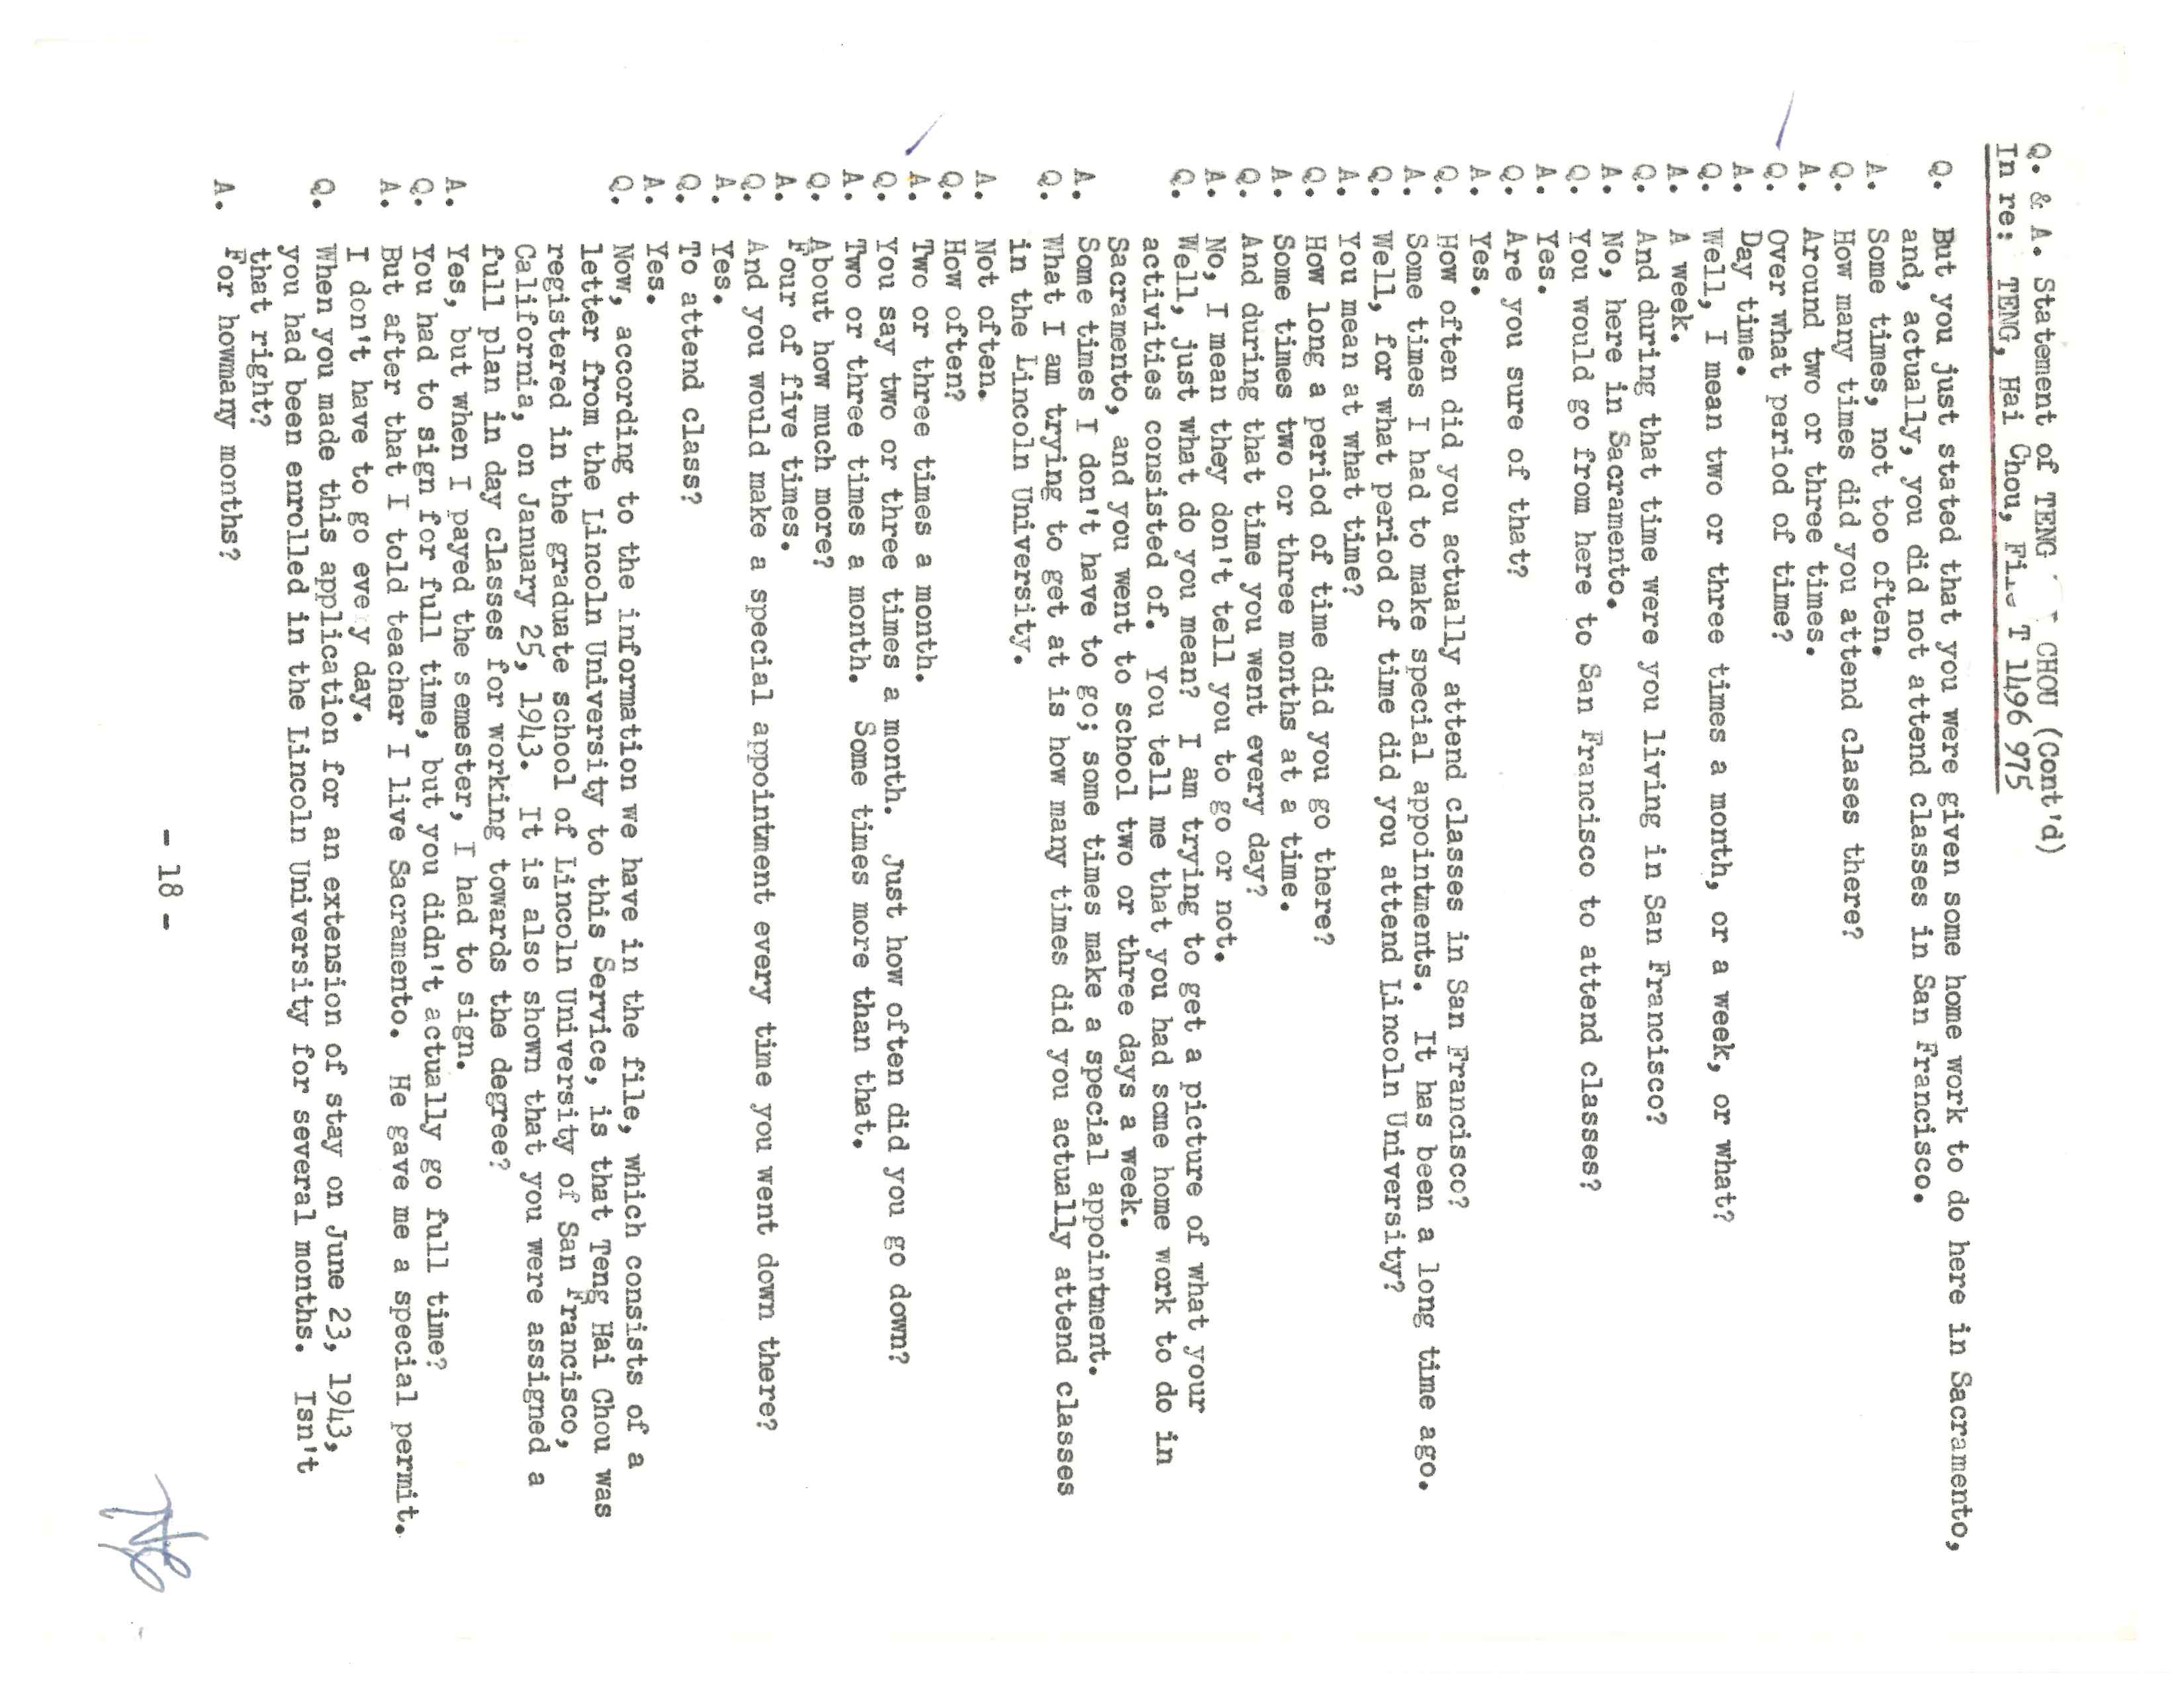 Q. & A. Statement of TENG CHOU (Cont'd)
In re: TENG, Hai Chou, File T 1496 975
Q. But you just stated that you were given some home work to do here in Sacramento,
and, actually, you did not attend classes in San Francisco.
A. Some times, not too often.
Q. How many times did you attend clases there?
A. Around two or three times.
Q. Over what period of time?
A. Day time.
Q. Well, I mean two or three times a month, or a week, or what?
A. A week.
Q. And during that time were you living in San Francisco?
A. No, here in Sacramento.
Q. You would go from here to San Francisco to attend classes?
A. Yes.
Q. Are you sure of that?
A. Yes.
Q. How often did you actually attend classes in San Francisco?
A. Some times I had to make special appointments. It has been a long time ago.
Q. Well, for what period of time did you attend Lincoln University?
A. You mean at what time?
Q. How long a period of time did you go there?
A. Some times two or three months at a time.
Q. And during that time you went every day?
A. No, I mean they don't tell you to go or not.
Q. Well, just what do you mean? I am trying to get a picture of what your
activities consisted of. You tell me that you had some home work to do in
Sacramento, and you went to school two or three days a week.
A. Some times I don't have to go; some times make a special appointment.
Q. What I am trying to get at is how many times did you actually attend classes
in the Lincoln University.
A. Not often.
Q. How often?
A. Two or three times a month.
Q. You say two or three times a month. Just how often did you go down?
A. Two or three times a month. Some times more than that.
Q. About how much more?
A. Four of five times.
Q. And you would make a special appointment every time you went down there?
A. Yes.
Q. To attend class?
A. Yes.
Q. Now, according to the information we have in the file, which consists of a
letter from the Lincoln University to this Service, is that Teng Hai Chou was
registered in the graduate school of Lincoln University of San Francisco,
California, on January 25, 1943. It is also shown that you were assigned a
full plan in day classes for working towards the degree?
A. Yes, but when I payed the semester, I had to sign.
Q. You had to sign for full time, but you didn't actually go full time?
A. But after that I told teacher I live Sacramento. He gave me a special permit.
I don't have to go eve y day.
Q. When you made this application for an extension of stay on June 23, 1943,
you had been enrolled in the Lincoln University for several months. Isn't
that right?
A. For howmany months?
- 18 -